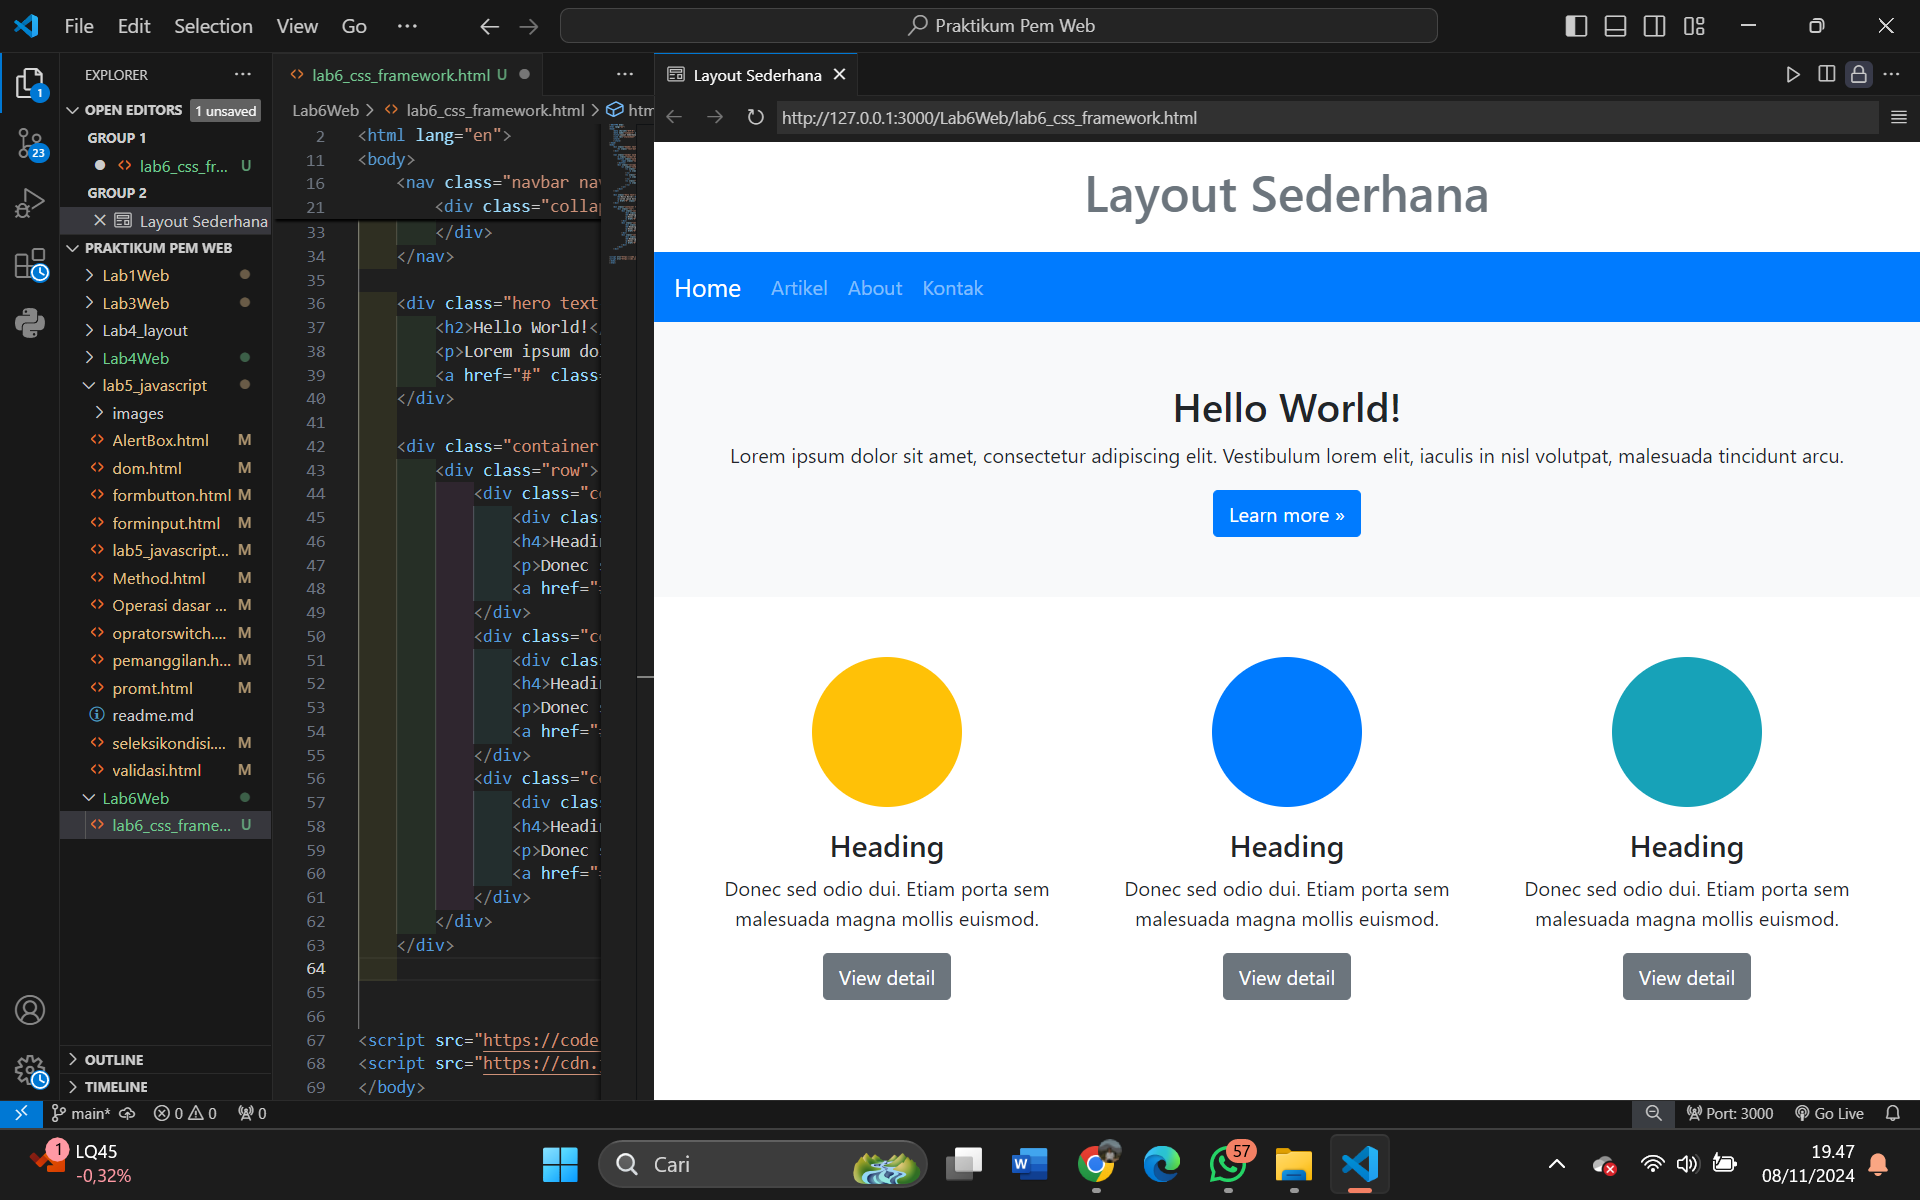 File Edit Selection View Go ···
Praktikum Pem Web
EXPLORER ···
OPEN EDITORS 1 unsaved
GROUP 1
lab6_css_fr... U
GROUP 2
Layout Sederhana
PRAKTIKUM PEM WEB
Lab1Web
Lab3Web
Lab4_layout
Lab4Web
lab5_javascript
images
AlertBox.html M
dom.html M
formbutton.html M
forminput.html M
lab5_javascript... M
Method.html M
Operasi dasar ... M
opratorswitch.... M
pemanggilan.h... M
promt.html M
readme.md
seleksikondisi.... M
validasi.html M
Lab6Web
lab6_css_frame... U
OUTLINE
TIMELINE
1
23
lab6_css_framework.html U ···
Lab6Web > lab6_css_framework.html > htm
2 <html lang="en">
11 <body>
16 <nav class="navbar nav
21 <div class="collap
33 </div>
34 </nav>
35
36 <div class="hero text
37 <h2>Hello World!<
38 <p>Lorem ipsum do
39 <a href="#" class=
40 </div>
41
42 <div class="container
43 <div class="row">
44 <div class="c
45 <div clas
46 <h4>Headi
47 <p>Donec
48 <a href="
49 </div>
50 <div class="c
51 <div clas
52 <h4>Headi
53 <p>Donec
54 <a href="
55 </div>
56 <div class="c
57 <div clas
58 <h4>Headi
59 <p>Donec
60 <a href="
61 </div>
62 </div>
63 </div>
64
65
66
67 <script src="https://code
68 <script src="https://cdn.
69 </body>
Layout Sederhana
http://127.0.0.1:3000/Lab6Web/lab6_css_framework.html
Layout Sederhana
Home Artikel About Kontak
Hello World!
Lorem ipsum dolor sit amet, consectetur adipiscing elit. Vestibulum lorem elit, iaculis in nisl volutpat, malesuada tincidunt arcu.
Learn more »
Heading
Donec sed odio dui. Etiam porta sem
malesuada magna mollis euismod.
View detail
Heading
Donec sed odio dui. Etiam porta sem
malesuada magna mollis euismod.
View detail
Heading
Donec sed odio dui. Etiam porta sem
malesuada magna mollis euismod.
View detail
main* 0 0 0
Port: 3000 Go Live
1
LQ45
-0,32%
Cari
57
19.47
08/11/2024